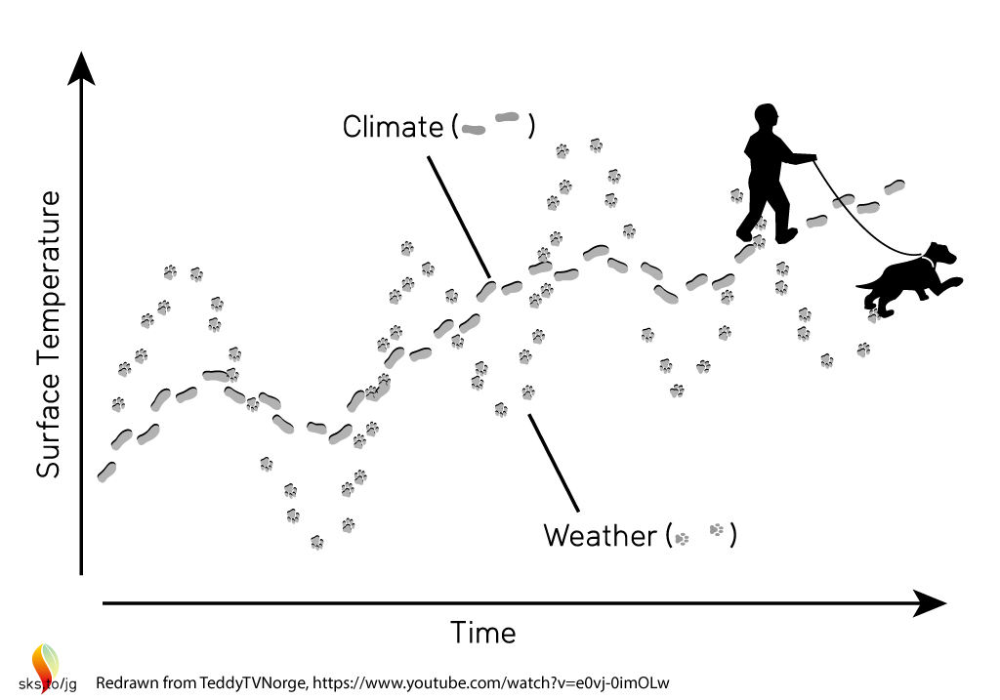 Climate ( )
Surface Temperature
Weather ( )
Time
sks.to/jg
Redrawn from TeddyTVNorge, https://www.youtube.com/watch?v=e0vj-0imOLw